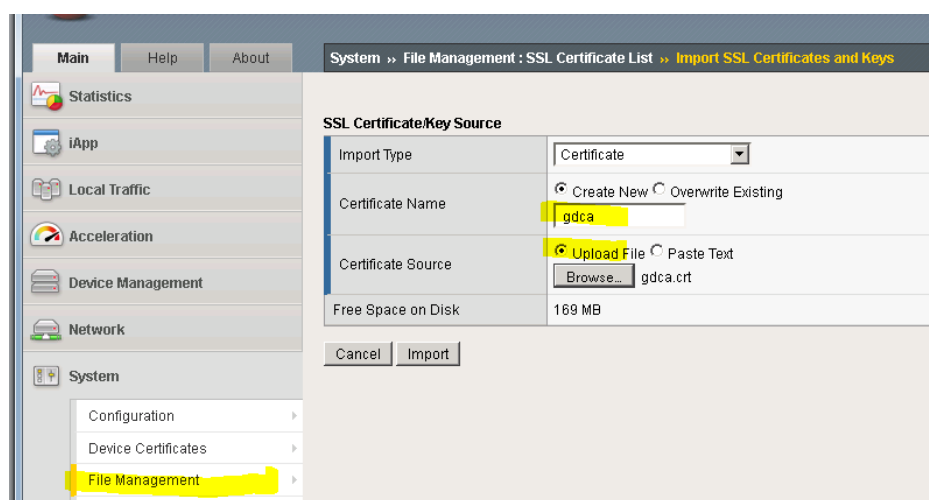 Main Help About
System ›› File Management : SSL Certificate List ›› Import SSL Certificates and Keys
Statistics
iApp
Local Traffic
Acceleration
Device Management
Network
System
Configuration
Device Certificates
File Management
SSL Certificate/Key Source
Import Type Certificate
Certificate Name Create New Overwrite Existing
gdca
Certificate Source Upload File Paste Text
Browse... gdca.crt
Free Space on Disk 169 MB
Cancel Import